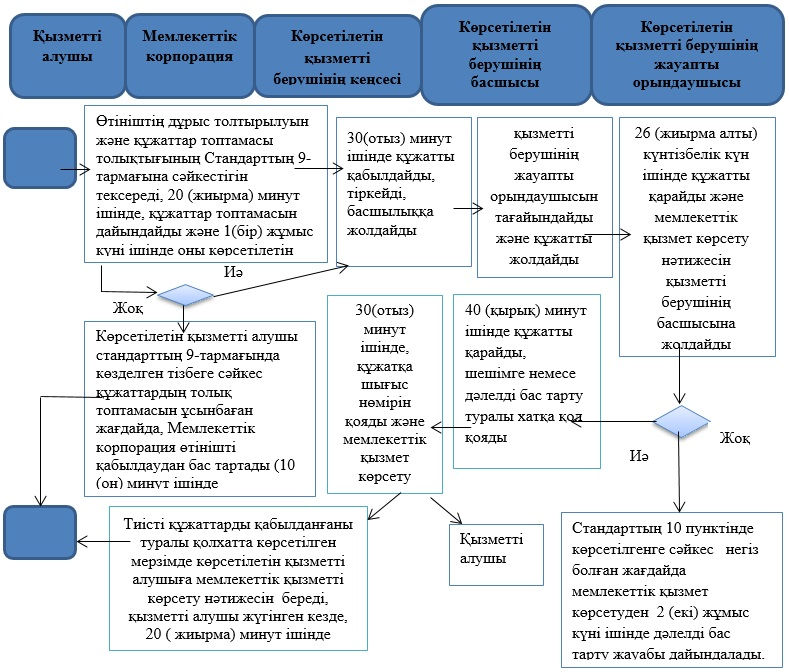 Қызметті
алушы
Мемлекеттік
корпорация
Көрсетілетін
қызметті
берушінің кеңсесі
Көрсетілетін
қызметті
берушінің
басшысы
Көрсетілетін
қызметті берушінің
жауапты
орындаушысы
Өтініштің дұрыс толтырылуын
және құжаттар топтамасы
толықтығының Стандарттың 9-
тармағына сәйкестігін
тексереді, 20 (жиырма) минут
ішінде, құжаттар топтамасын
дайындайды және 1(бір) жұмыс
күні ішінде оны көрсетілетін
30(отыз) минут
ішінде құжатты
қабылдайды,
тіркейді,
басшылыққа
жолдайды
қызметті
берушінің
жауапты
орындаушысын
тағайындайды
және құжатты
жолдайды
26 (жиырма алты)
күнтізбелік күн
ішінде құжатты
қарайды және
мемлекеттік
қызмет көрсету
нәтижесін
қызметті
берушінің
басшысына
жолдайды
Иә
Жоқ
Көрсетілетін қызметті алушы
стандарттың 9-тармағында
көзделген тізбеге сәйкес
құжаттардың толық
топтамасын ұсынбаған
жағдайда, Мемлекеттік
корпорация өтінішті
қабылдаудан бас тартады (10
(он) минут ішінде
30(отыз)
минут
ішінде,
құжатқа
шығыс
нөмірін
қояды және
мемлекеттік
қызмет
көрсету
40 (қырық) минут
ішінде құжатты
қарайды,
шешімге немесе
дәлелді бас тарту
туралы хатқа қол
қояды
Жоқ
Иә
Тиісті құжаттарды қабылданғаны
туралы қолхатта көрсетілген
мерзімде көрсетілетін қызметті
алушыға мемлекеттік қызметті
көрсету нәтижесін береді,
қызметті алушы жүгінген кезде,
20 ( жиырма) минут ішінде
Қызметті
алушы
Стандарттың 10 пунктінде
көрсетілгенге сәйкес негіз
болған жағдайда
мемлекеттік қызмет
көрсетуден 2 (екі) жұмыс
күні ішінде дәлелді бас
тарту жауабы дайындалады.